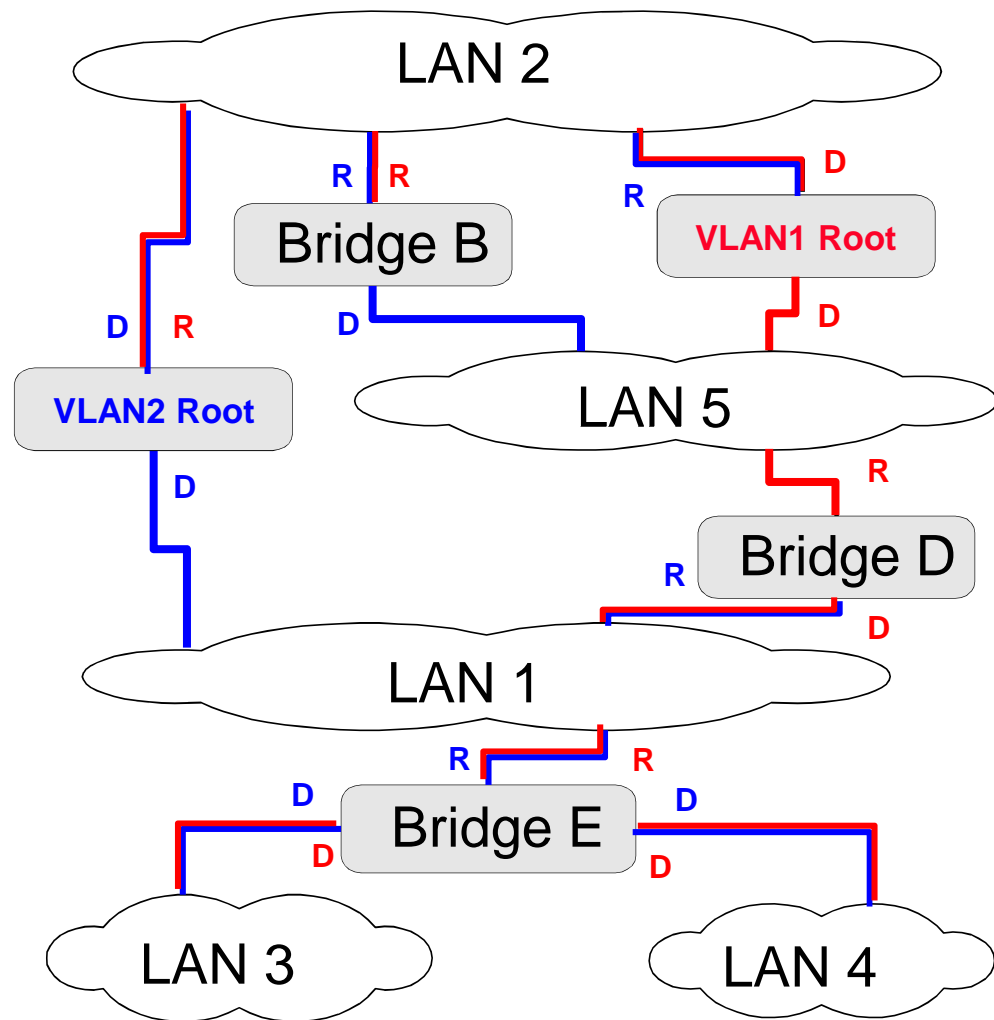 LAN 2
R R
D
R
Bridge B
VLAN1 Root
D R
D
D
VLAN2 Root
LAN 5
D
R
Bridge D
R
D
LAN 1
R
R
D
D
Bridge E
D
D
LAN 3
LAN 4